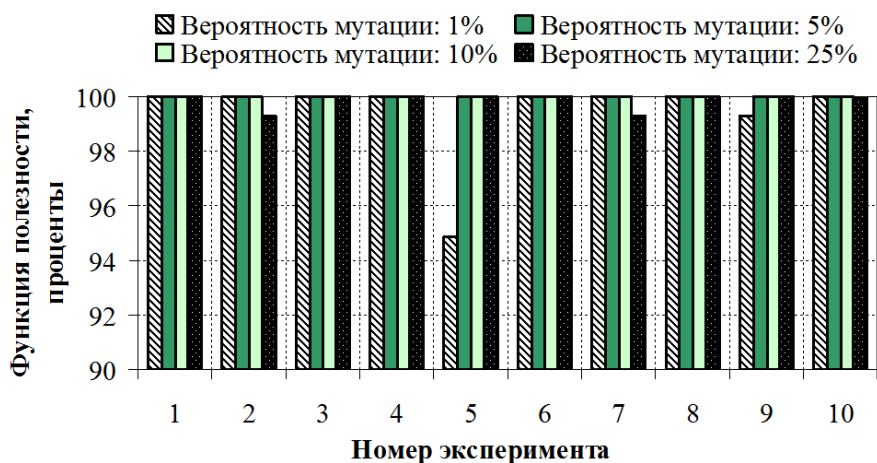 Вероятность мутации: 1% Вероятность мутации: 5%
Вероятность мутации: 10% Вероятность мутации: 25%
Функция полезности,
проценты
100
98
96
94
92
90
1 2 3 4 5 6 7 8 9 10
Номер эксперимента